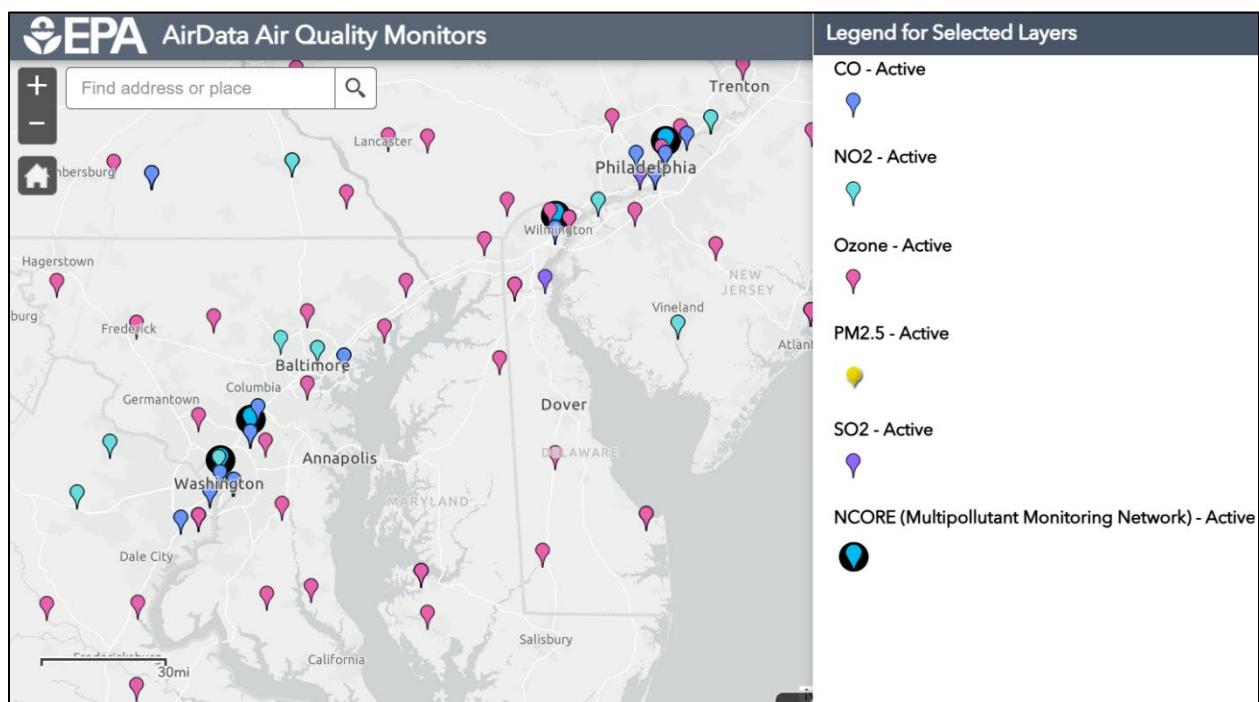 EPA AirData Air Quality Monitors
Legend for Selected Layers
+
Find address or place
−
CO - Active
NO2 - Active
Ozone - Active
PM2.5 - Active
SO2 - Active
NCORE (Multipollutant Monitoring Network) - Active
Trenton
Lancaster
Philadelphia
Wilmington
Hagerstown
NEW
JERSEY
Vineland
Frederick
Baltimore
Columbia
Germantown
Dover
Annapolis
DELAWARE
Washington
MARYLAND
Dale City
Salisbury
California
30mi